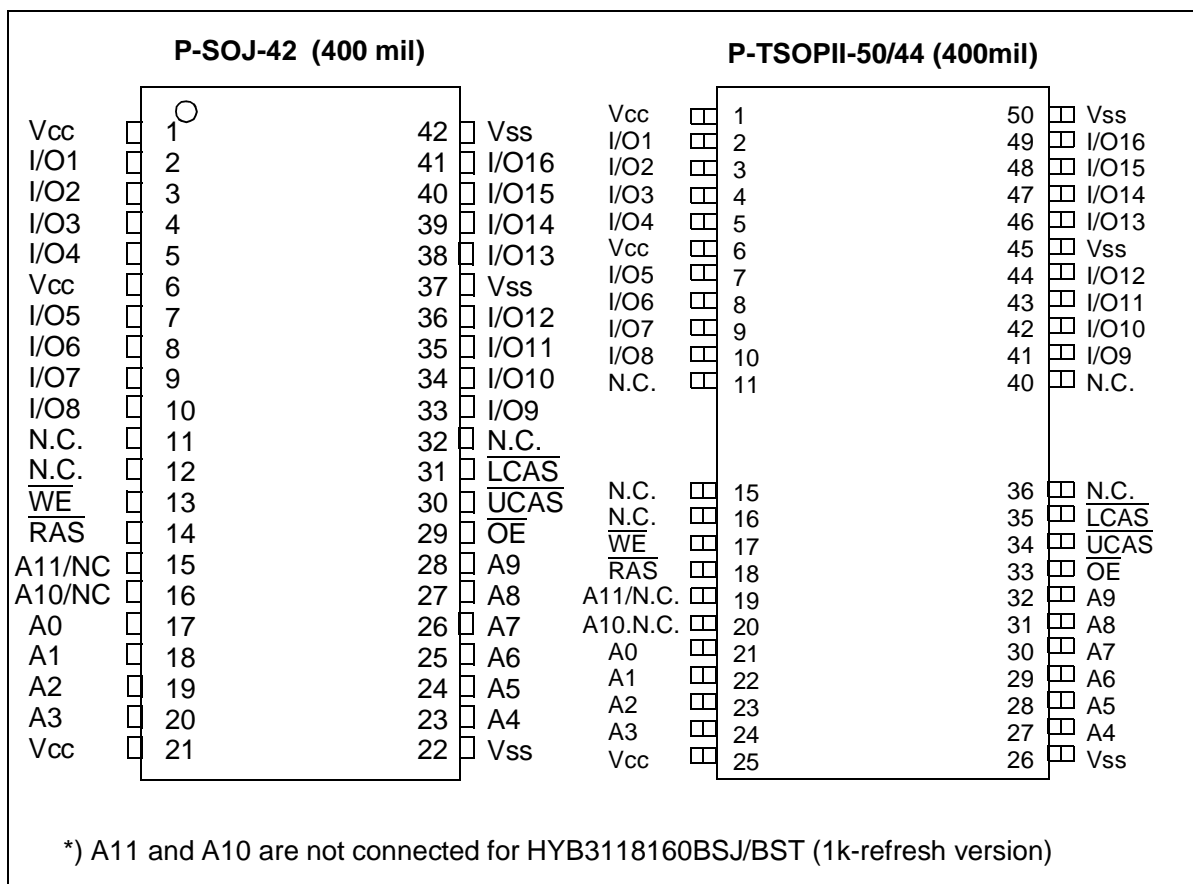 P-SOJ-42 (400 mil)
Vcc 1 42 Vss
I/O1 2 41 I/O16
I/O2 3 40 I/O15
I/O3 4 39 I/O14
I/O4 5 38 I/O13
Vcc 6 37 Vss
I/O5 7 36 I/O12
I/O6 8 35 I/O11
I/O7 9 34 I/O10
I/O8 10 33 I/O9
N.C. 11 32 N.C.
N.C. 12 31 LCAS
WE 13 30 UCAS
RAS 14 29 OE
A11/NC 15 28 A9
A10/NC 16 27 A8
A0 17 26 A7
A1 18 25 A6
A2 19 24 A5
A3 20 23 A4
Vcc 21 22 Vss
P-TSOPII-50/44 (400mil)
Vcc 1 50 Vss
I/O1 2 49 I/O16
I/O2 3 48 I/O15
I/O3 4 47 I/O14
I/O4 5 46 I/O13
Vcc 6 45 Vss
I/O5 7 44 I/O12
I/O6 8 43 I/O11
I/O7 9 42 I/O10
I/O8 10 41 I/O9
N.C. 11 40 N.C.
N.C. 15 36 N.C.
N.C. 16 35 LCAS
WE 17 34 UCAS
RAS 18 33 OE
A11/N.C. 19 32 A9
A10.N.C. 20 31 A8
A0 21 30 A7
A1 22 29 A6
A2 23 28 A5
A3 24 27 A4
Vcc 25 26 Vss
*) A11 and A10 are not connected for HYB3118160BSJ/BST (1k-refresh version)